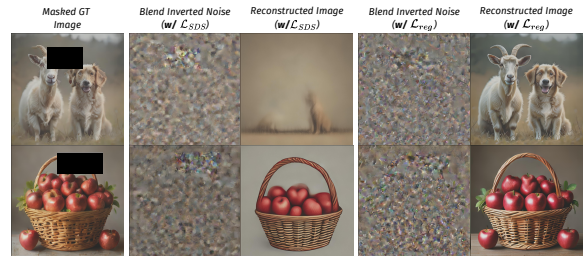 Masked GT
Image
Blend Inverted Noise
(w/ ℒ_SDS)
Reconstructed Image
(w/ℒ_SDS)
Blend Inverted Noise
(w/ ℒ_reg)
Reconstructed Image
(w/ ℒ_reg)